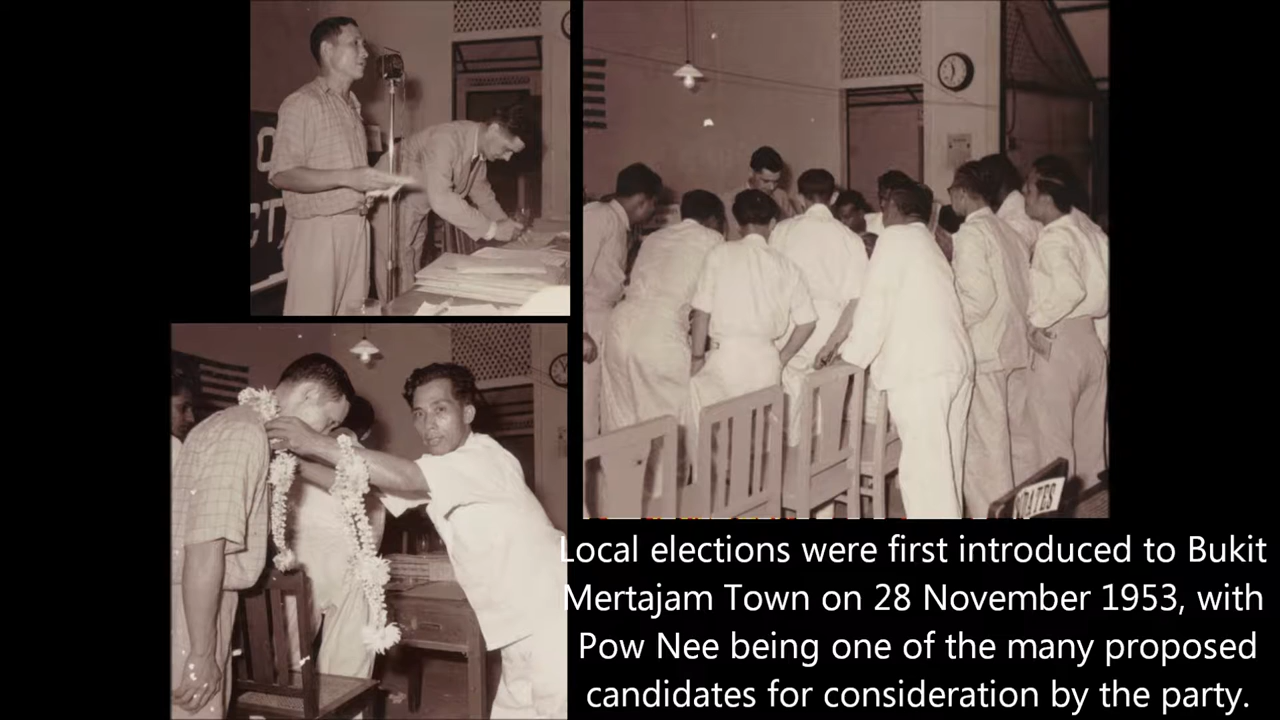 DATES
Local elections were first introduced to Bukit
Mertajam Town on 28 November 1953, with
Pow Nee being one of the many proposed
candidates for consideration by the party.